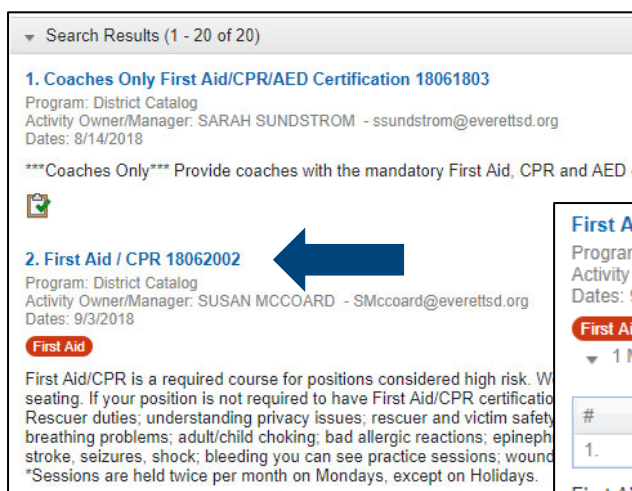 Search Results (1 - 20 of 20)
1. Coaches Only First Aid/CPR/AED Certification 18061803
Program: District Catalog
Activity Owner/Manager: SARAH SUNDSTROM - ssundstrom@everettsd.org
Dates: 8/14/2018
***Coaches Only*** Provide coaches with the mandatory First Aid, CPR and AED
2. First Aid / CPR 18062002
Program: District Catalog
Activity Owner/Manager: SUSAN MCCOARD - SMccoard@everettsd.org
Dates: 9/3/2018
First Aid
First Aid/CPR is a required course for positions considered high risk. W
seating. If your position is not required to have First Aid/CPR certificatio
Rescuer duties; understanding privacy issues; rescuer and victim safety
breathing problems; adult/child choking; bad allergic reactions; epineph
stroke, seizures, shock; bleeding you can see practice sessions; wound
*Sessions are held twice per month on Mondays, except on Holidays.
First A
Program
Activity
Dates: 9
First Ai
1 M
#
1.